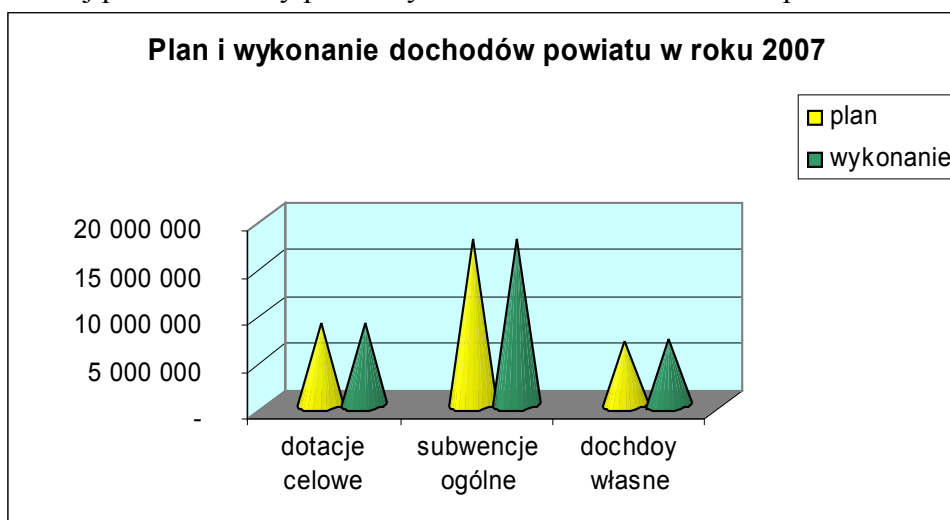 Plan i wykonanie dochodów powiatu w roku 2007
plan
wykonanie
20 000 000
15 000 000
10 000 000
5 000 000
-
dotacje
celowe
subwencje
ogólne
dochdoy
własne